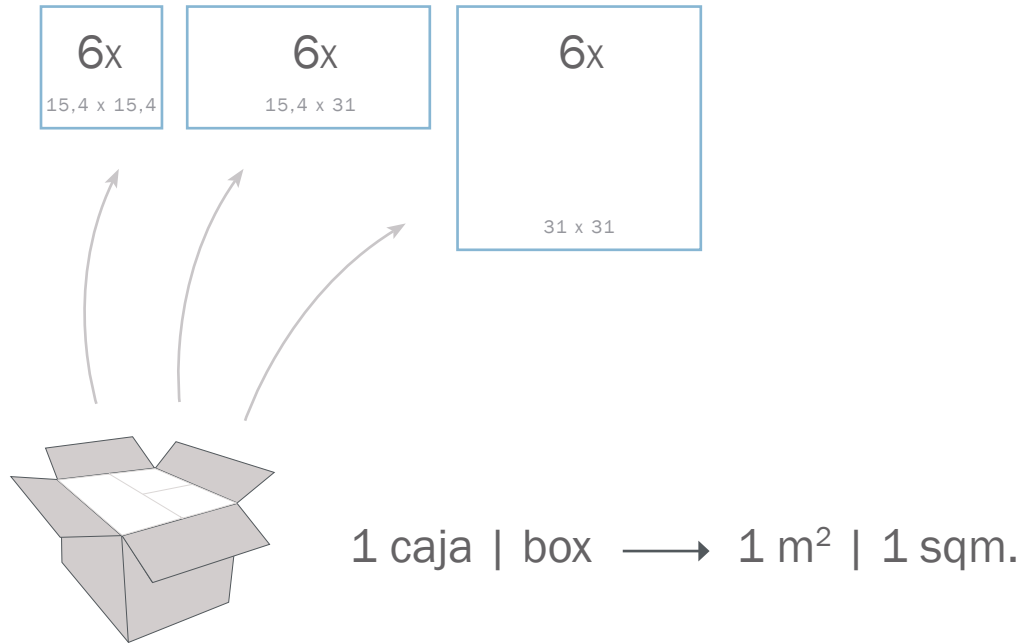 6x 6x 6x
15,4 x 15,4 15,4 x 31
31 x 31
1 caja | box 1 m² | 1 sqm.